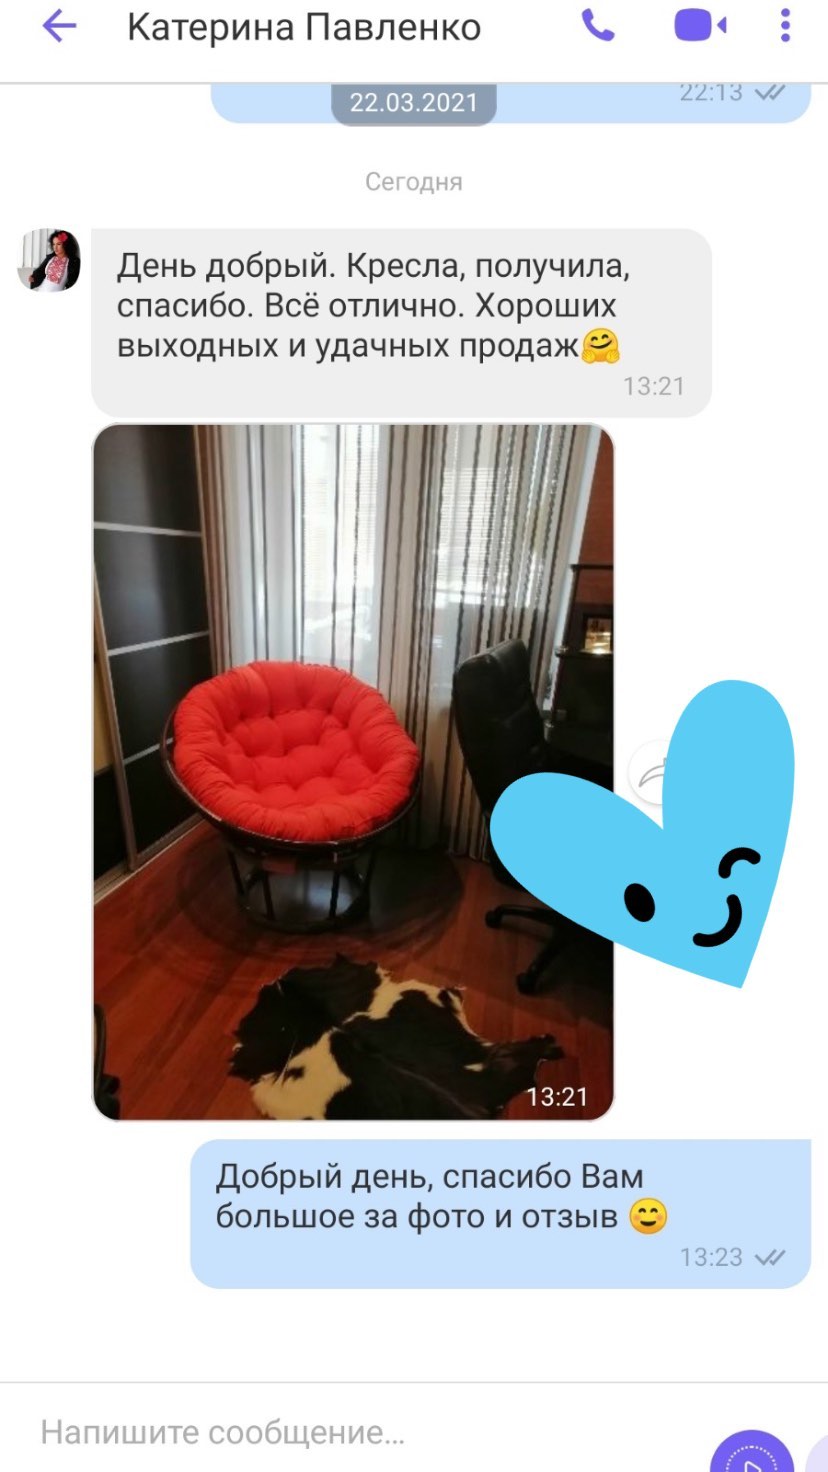 Катерина Павленко
22:13
22.03.2021
Сегодня
День добрый. Кресла, получила,
спасибо. Всё отлично. Хороших
выходных и удачных продаж🤗
13:21
13:21
Добрый день, спасибо Вам
большое за фото и отзыв 😊
13:23
Напишите сообщение...